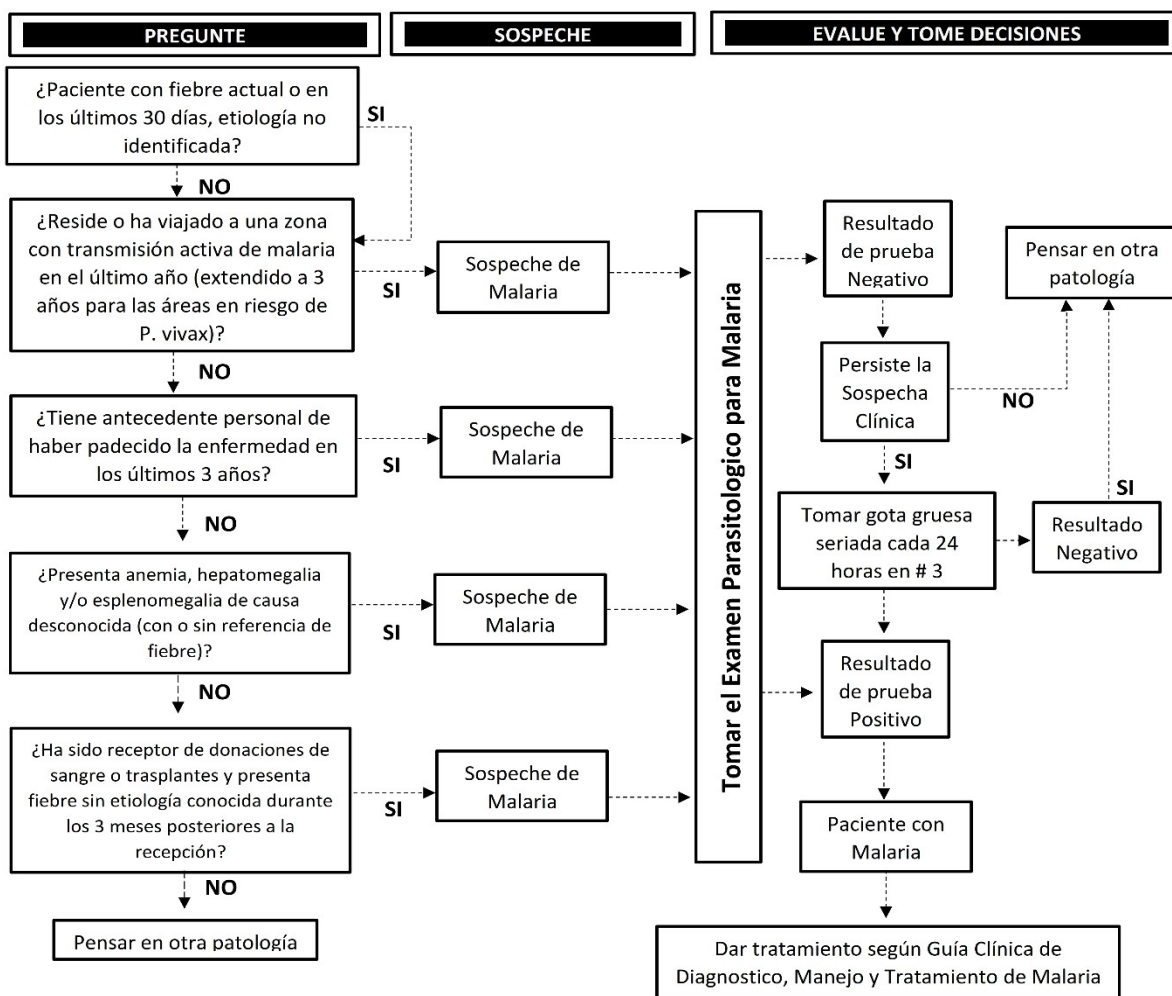 PREGUNTE
SOSPECHE
EVALUE Y TOME DECISIONES
¿Paciente con fiebre actual o en
los últimos 30 días, etiología no
identificada?
SI
NO
¿Reside o ha viajado a una zona
con transmisión activa de malaria
en el último año (extendido a 3
años para las áreas en riesgo de
P. vivax)?
SI
Sospeche de
Malaria
NO
¿Tiene antecedente personal de
haber padecido la enfermedad en
los últimos 3 años?
SI
Sospeche de
Malaria
NO
¿Presenta anemia, hepatomegalia
y/o esplenomegalia de causa
desconocida (con o sin referencia de
fiebre)?
SI
Sospeche de
Malaria
NO
¿Ha sido receptor de donaciones de
sangre o trasplantes y presenta
fiebre sin etiología conocida durante
los 3 meses posteriores a la
recepción?
SI
Sospeche de
Malaria
NO
Pensar en otra patología
Tomar el Examen Parasitologico para Malaria
Resultado
de prueba
Negativo
Persiste la
Sospecha
Clínica
NO
Pensar en otra
patología
SI
Tomar gota gruesa
seriada cada 24
horas en # 3
Resultado
Negativo
SI
Resultado
de prueba
Positivo
Paciente con
Malaria
Dar tratamiento según Guía Clínica de
Diagnostico, Manejo y Tratamiento de Malaria